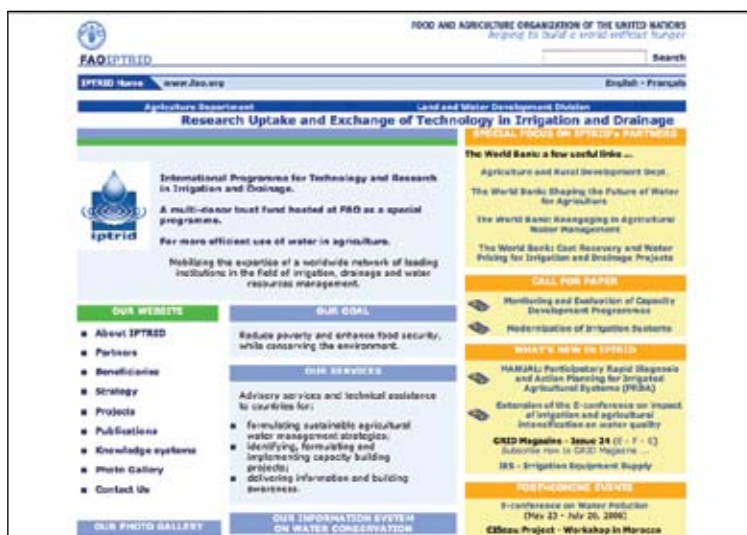 FOOD AND AGRICULTURE ORGANIZATION OF THE UNITED NATIONS
helping to build a world without hunger
FAO IPTRID
Search
IPTRID Home
www.fao.org
English - Français
Agriculture Department
Land and Water Development Division
Research Uptake and Exchange of Technology in Irrigation and Drainage
iptrid
International Programme for Technology and Research
in Irrigation and Drainage.
A multi-donor trust fund hosted at FAO as a special
programme.
For more efficient use of water in agriculture.
Mobilizing the expertise of a worldwide network of leading
institutions in the field of irrigation, drainage and water
resources management.
OUR WEBSITE
About IPTRID
Partners
Beneficiaries
Strategy
Projects
Publications
Knowledge systems
Photo Gallery
Contact Us
OUR PHOTO GALLERY
OUR GOAL
Reduce poverty and enhance food security,
while conserving the environment.
OUR SERVICES
Advisory services and technical assistance
to countries for:
formulating sustainable agricultural
water management strategies;
identifying, formulating and
implementing capacity building
projects;
delivering information and building
awareness.
OUR INFORMATION SYSTEM
ON WATER CONSERVATION
SPECIAL FOCUS ON IPTRID's PARTNERS
The World Bank: a few useful links ...
Agriculture and Rural Development Dept.
The World Bank: Shaping the Future of Water
for Agriculture
The World Bank: Reengaging in Agricultural
Water Management
The World Bank: Cost Recovery and Water
Pricing for Irrigation and Drainage Projects
CALL FOR PAPER
Monitoring and Evaluation of Capacity
Development Programmes
Modernization of Irrigation Systems
WHAT'S NEW IN IPTRID
MANUAL: Participatory Rapid Diagnosis
and Action Planning for Irrigated
Agricultural Systems (PRDA)
Extension of the E-conference on impact
of irrigation and agricultural
intensification on water quality
GRID Magazine - Issue 24 (E - F - C)
Subscribe now to GRID Magazine ...
IES - Irrigation Equipment Supply
FORTHCOMING EVENTS
E-conference on Water Pollution
(May 23 - July 20, 2006)
CISEau Project - Workshop in Morocco